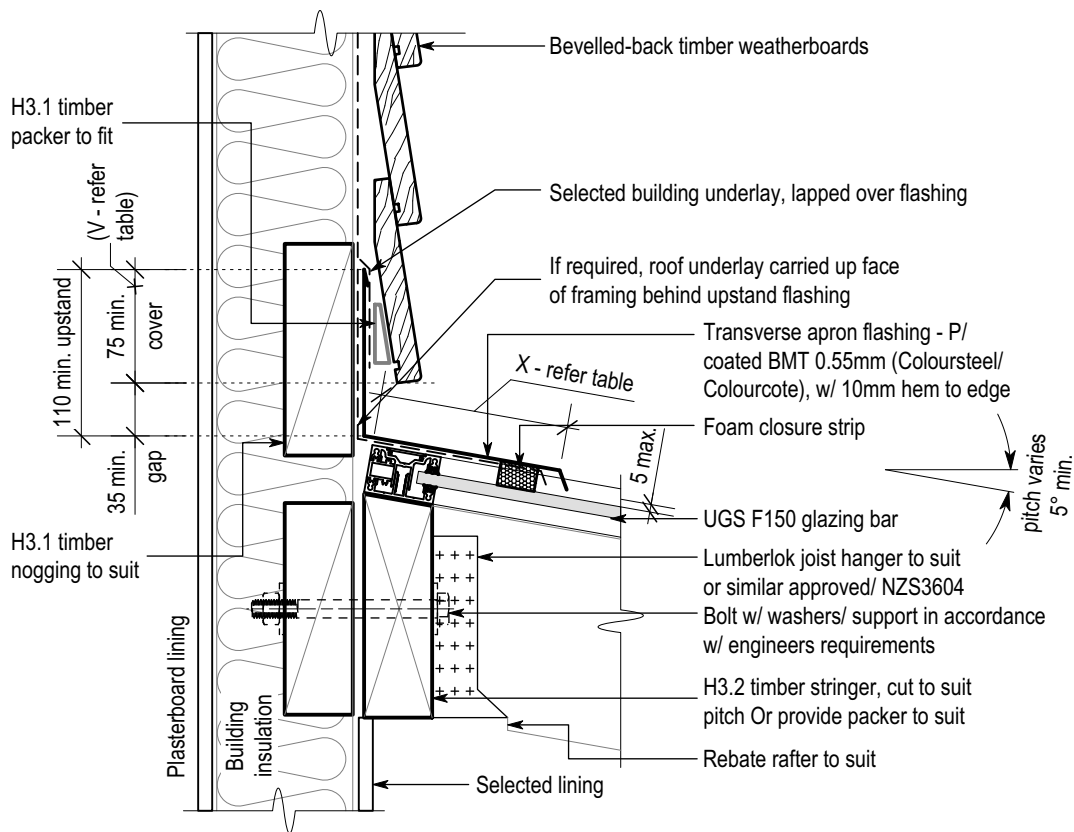 Bevelled-back timber weatherboards
H3.1 timber
packer to fit
(V - refer
table)
Selected building underlay, lapped over flashing
If required, roof underlay carried up face
of framing behind upstand flashing
110 min. upstand
75 min.
cover
Transverse apron flashing - P/
coated BMT 0.55mm (Coloursteel/
Colourcote), w/ 10mm hem to edge
X - refer table
Foam closure strip
35 min.
gap
5 max.
pitch varies
5° min.
UGS F150 glazing bar
H3.1 timber
nogging to suit
Lumberlok joist hanger to suit
or similar approved/ NZS3604
Bolt w/ washers/ support in accordance
w/ engineers requirements
H3.2 timber stringer, cut to suit
pitch Or provide packer to suit
Plasterboard lining
Building
insulation
Rebate rafter to suit
Selected lining